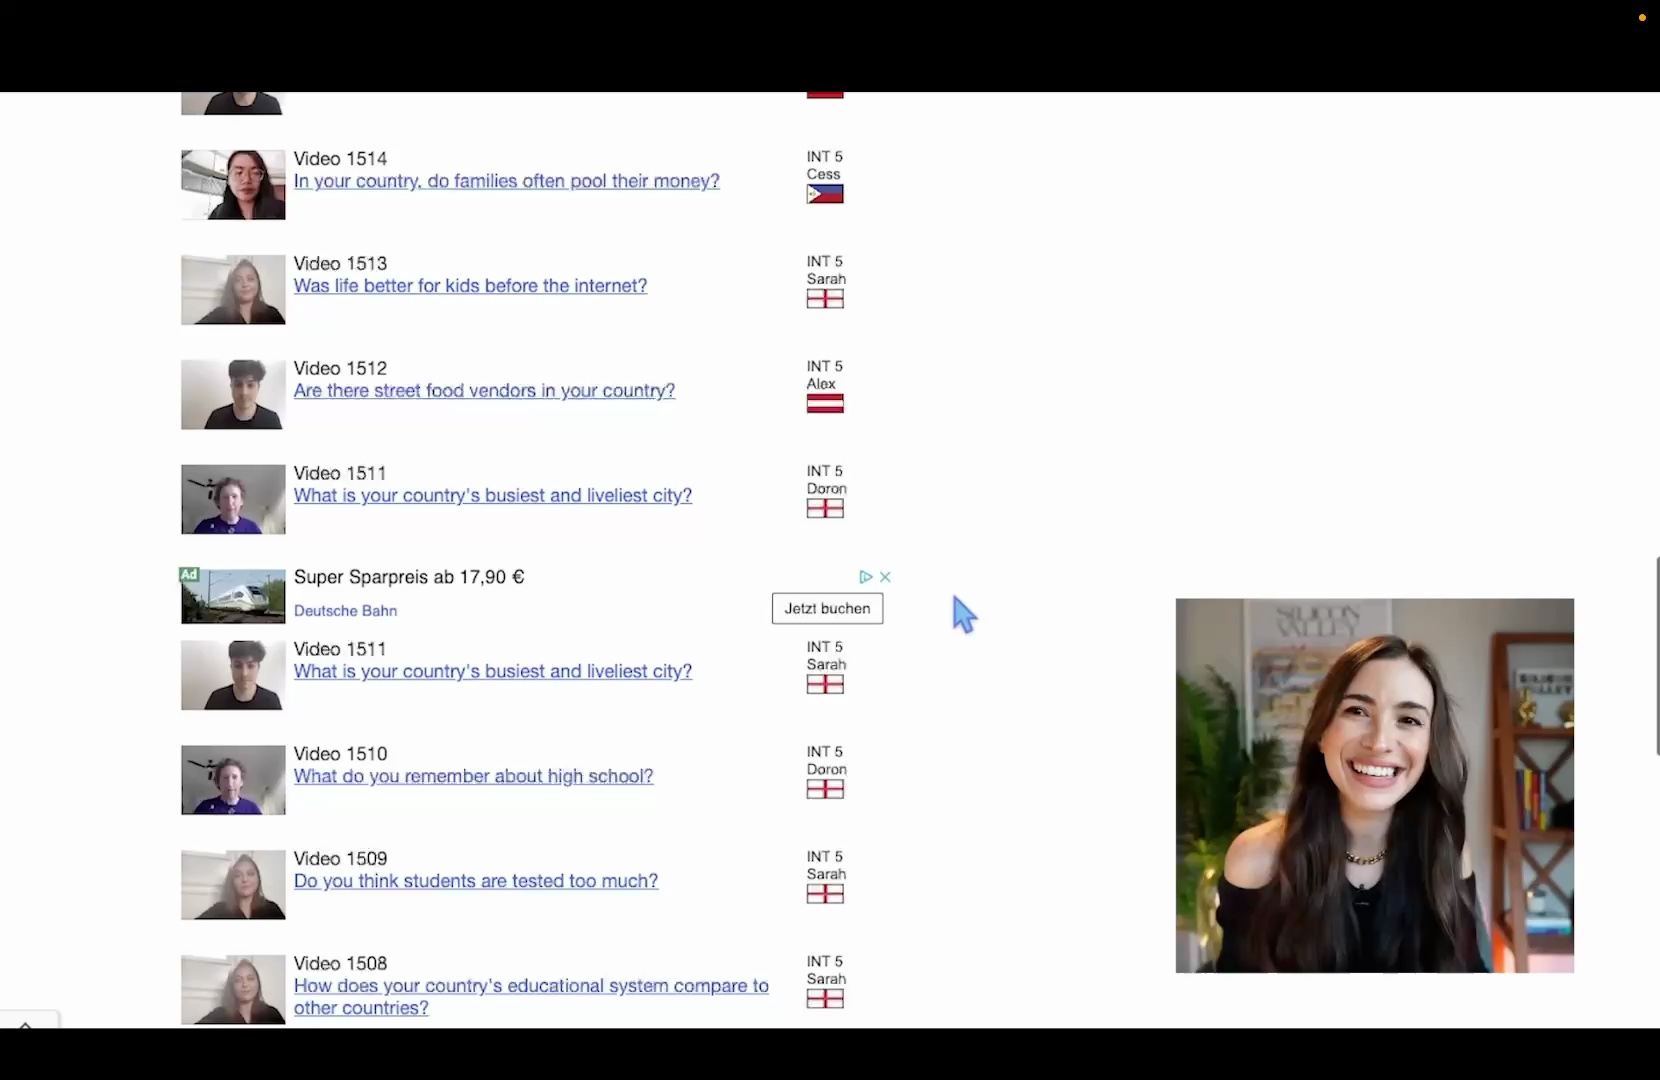 Video 1514
In your country, do families often pool their money?
INT 5
Cess
Video 1513
Was life better for kids before the internet?
INT 5
Sarah
Video 1512
Are there street food vendors in your country?
INT 5
Alex
Video 1511
What is your country's busiest and liveliest city?
INT 5
Doron
Ad
Super Sparpreis ab 17,90 €
Deutsche Bahn
Jetzt buchen
Video 1511
What is your country's busiest and liveliest city?
INT 5
Sarah
Video 1510
What do you remember about high school?
INT 5
Doron
Video 1509
Do you think students are tested too much?
INT 5
Sarah
Video 1508
How does your country's educational system compare to
other countries?
INT 5
Sarah
SILICON
VALLEY